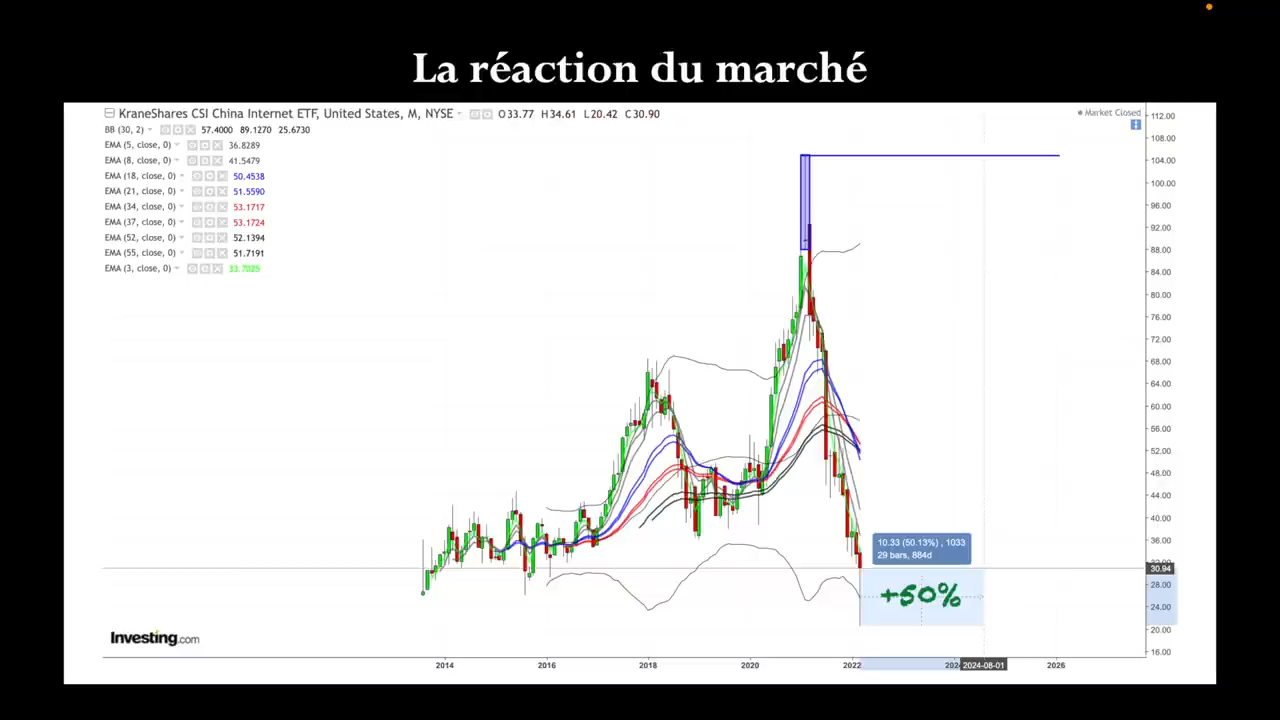 La réaction du marché
KraneShares CSI China Internet ETF, United States, M, NYSE O33.77 H34.61 L20.42 C30.90
Market Closed
BB (30, 2) 57.4000 89.1270 25.6730
EMA (5, close, 0) 36.8289
EMA (8, close, 0) 41.5479
EMA (18, close, 0) 50.4538
EMA (21, close, 0) 51.5590
EMA (34, close, 0) 53.1717
EMA (37, close, 0) 53.1724
EMA (52, close, 0) 52.1394
EMA (55, close, 0) 51.7191
EMA (3, close, 0) 33.7025
112.00
108.00
104.00
100.00
96.00
92.00
88.00
84.00
80.00
76.00
72.00
68.00
64.00
60.00
56.00
52.00
48.00
44.00
40.00
36.00
30.94
28.00
24.00
20.00
16.00
10.33 (50.13%) , 1033
29 bars, 884d
+50%
Investing.com
2014 2016 2018 2020 2022 2024-08-01 2026